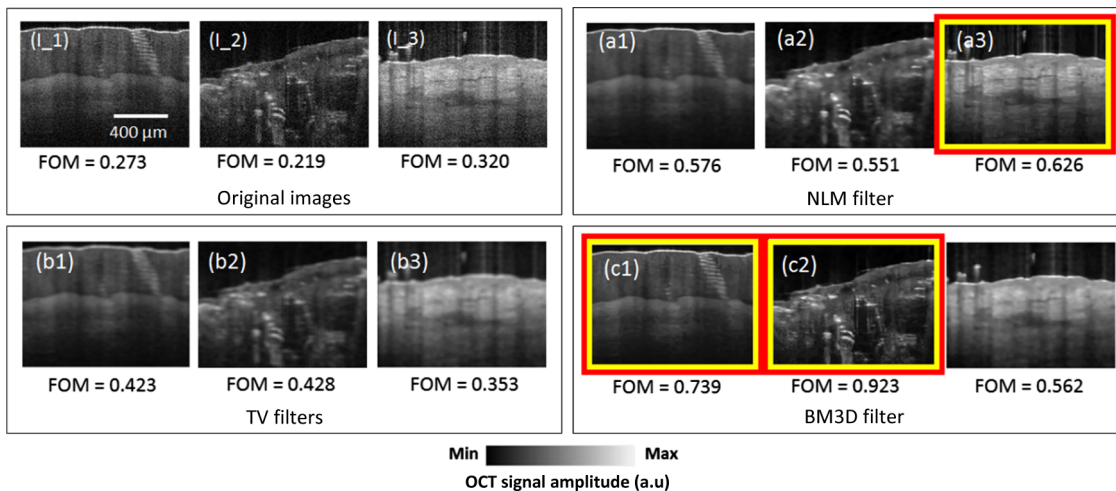 (I_1) (I_2) (I_3)
400 µm
FOM = 0.273 FOM = 0.219 FOM = 0.320
Original images
(a1) (a2) (a3)
FOM = 0.576 FOM = 0.551 FOM = 0.626
NLM filter
(b1) (b2) (b3)
FOM = 0.423 FOM = 0.428 FOM = 0.353
TV filters
(c1) (c2)
FOM = 0.739 FOM = 0.923 FOM = 0.562
BM3D filter
Min Max
OCT signal amplitude (a.u)